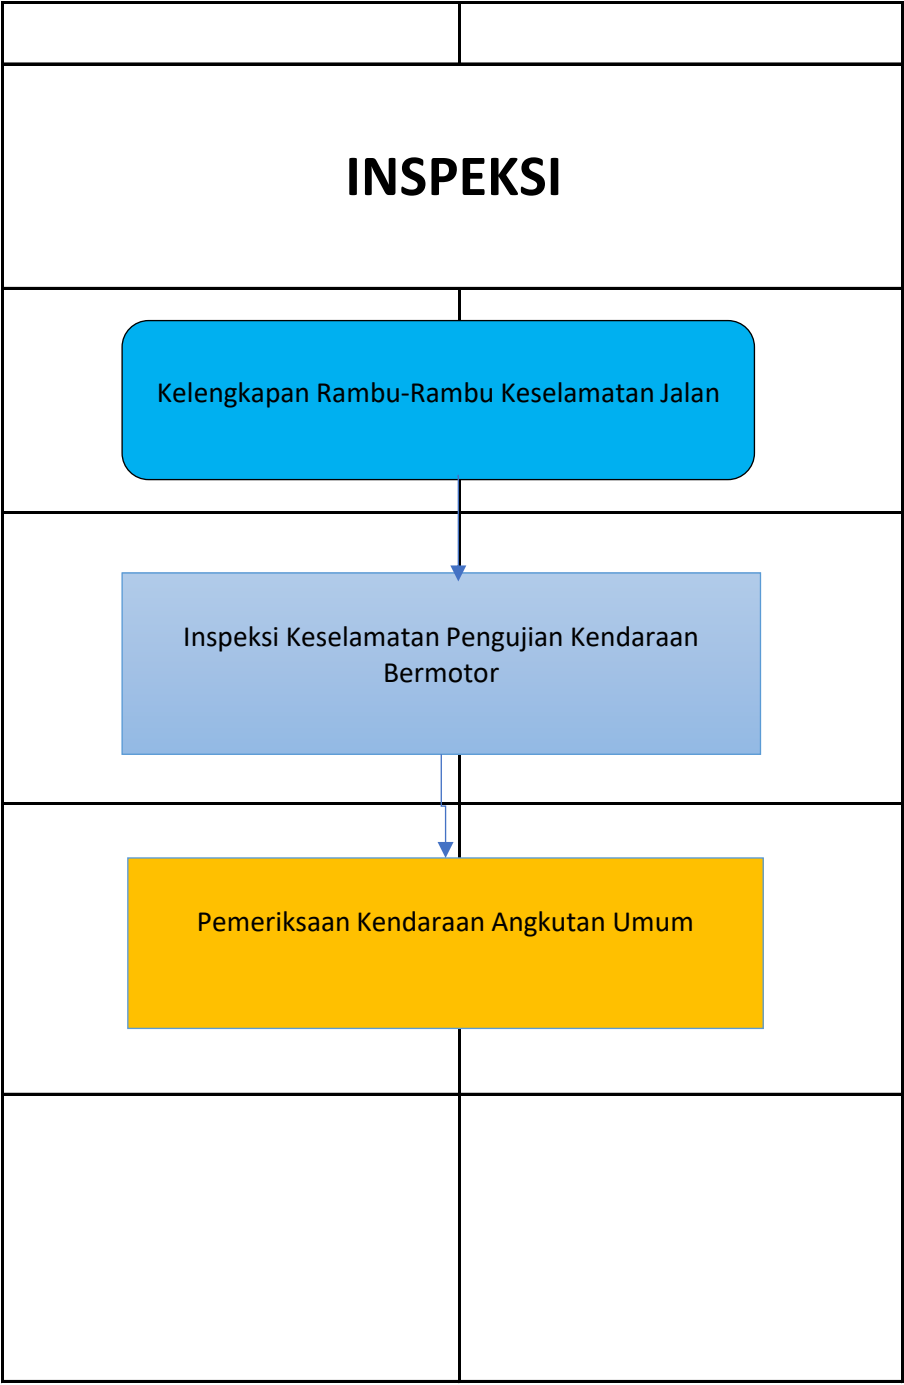 INSPEKSI
Kelengkapan Rambu-Rambu Keselamatan Jalan
Inspeksi Keselamatan Pengujian Kendaraan
Bermotor
Pemeriksaan Kendaraan Angkutan Umum